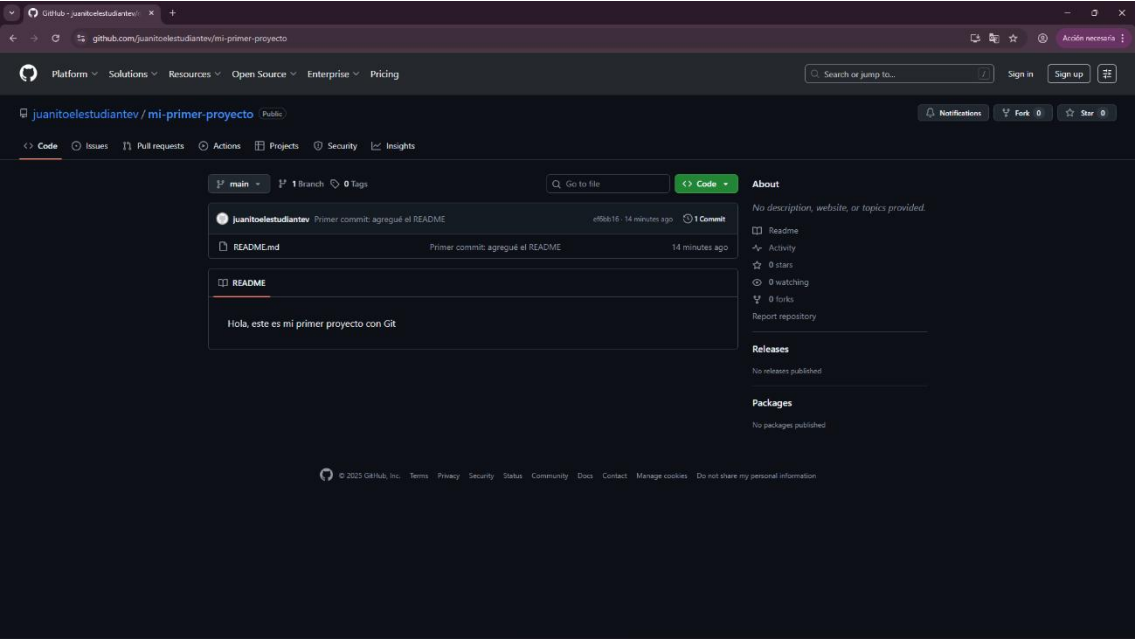 GitHub - juanitoelestudiantev/
github.com/juanitoelestudiantev/mi-primer-proyecto
Acción necesaria
Platform Solutions Resources Open Source Enterprise Pricing
Search or jump to... /
Sign in
Sign up
juanitoelestudiantev / mi-primer-proyecto Public
Notifications Fork 0 Star 0
Code Issues Pull requests Actions Projects Security Insights
main 1 Branch 0 Tags
Go to file
Code
juanitoelestudiantev Primer commit: agregué el README
14 minutes ago 1 Commit
README.md Primer commit: agregué el README 14 minutes ago
README
Hola, este es mi primer proyecto con Git
About
No description, website, or topics provided.
Readme
Activity
0 stars
0 watching
0 forks
Report repository
Releases
No releases published
Packages
No packages published
© 2025 GitHub, Inc. Terms Privacy Security Status Community Docs Contact Manage cookies Do not share my personal information